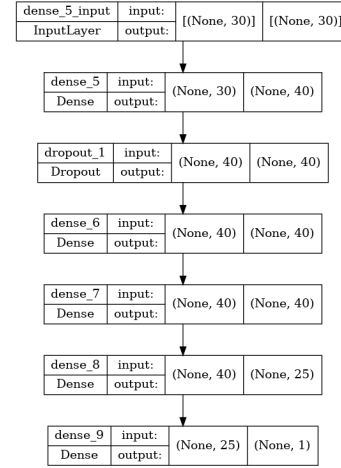 dense_5_input input: [(None, 30)] [(None, 30)]
InputLayer output:
dense_5 input: (None, 30) (None, 40)
Dense output:
dropout_1 input: (None, 40) (None, 40)
Dropout output:
dense_6 input: (None, 40) (None, 40)
Dense output:
dense_7 input: (None, 40) (None, 40)
Dense output:
dense_8 input: (None, 40) (None, 25)
Dense output:
dense_9 input: (None, 25) (None, 1)
Dense output: